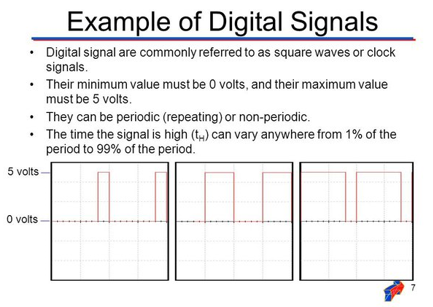 Example of Digital Signals
• Digital signal are commonly referred to as square waves or clock
signals.
• Their minimum value must be 0 volts, and their maximum value
must be 5 volts.
• They can be periodic (repeating) or non-periodic.
• The time the signal is high (tH) can vary anywhere from 1% of the
period to 99% of the period.
5 volts
0 volts
7